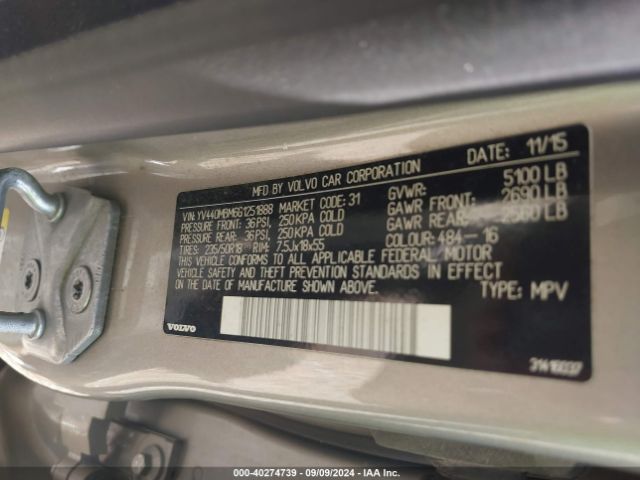 MFD BY VOLVO CAR CORPORATION DATE: 11/15
VIN: YV440MBM6G1251888 MARKET CODE: 31 GVWR: 5100 LB
PRESSURE FRONT: 36PSI, 250KPA COLD GAWR FRONT: 2690 LB
PRESSURE REAR: 36PSI, 250KPA COLD GAWR REAR: 2560 LB
TIRES: 235/50R18 RIM: 7.5Jx18x55 COLOUR: 484-16
THIS VEHICLE CONFORMS TO ALL APPLICABLE FEDERAL MOTOR
VEHICLE SAFETY AND THEFT PREVENTION STANDARDS IN EFFECT
ON THE DATE OF MANUFACTURE SHOWN ABOVE. TYPE: MPV
VOLVO
31416037
000-40274739 - 09/09/2024 - IAA Inc.